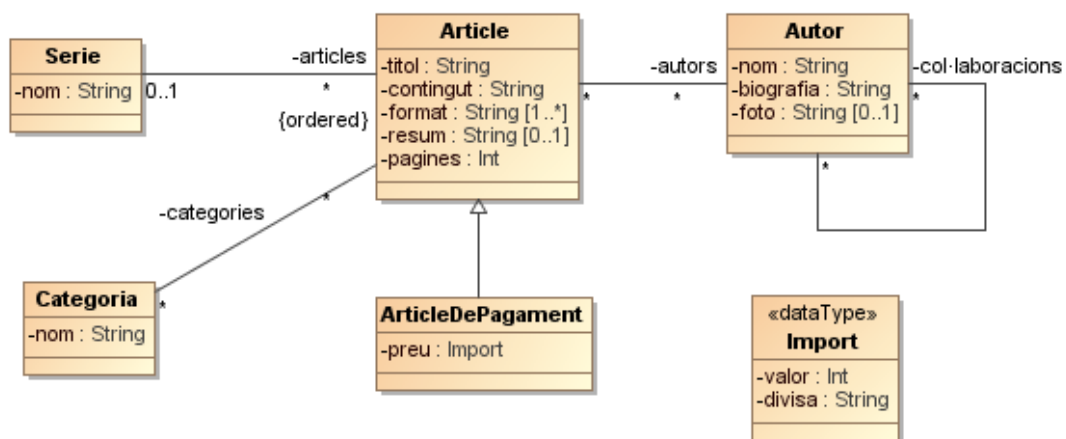 Serie
-nom : String
0..1
-articles
*
{ordered}
Article
-titol : String
-contingut : String
-format : String [1..*]
-resum : String [0..1]
-pagines : Int
*
-autors
*
Autor
-nom : String
-biografia : String
-foto : String [0..1]
-col·laboracions
*
*
*
-categories
*
Categoria
-nom : String
ArticleDePagament
-preu : Import
«dataType»
Import
-valor : Int
-divisa : String